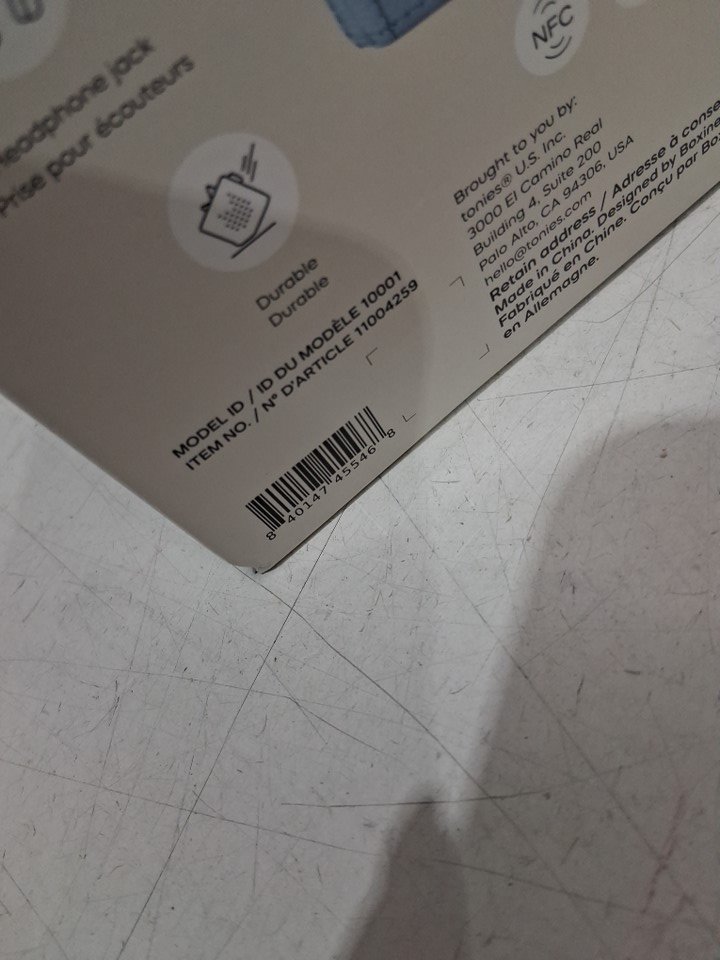 headphone jack
Prise pour écouteurs
NFC
Durable
Durable
MODEL ID / ID DU MODÈLE 10001
ITEM NO. / N° D'ARTICLE 11004259
8 40147 45546 8
Brought to you by:
tonies® U.S. Inc.
3000 El Camino Real
Building 4, Suite 200
Palo Alto, CA 94306, USA
hello@tonies.com
Retain address / Adresse à conse
Made in China. Designed by Boxine
Fabriqué en Chine. Conçu par Box
en Allemagne.